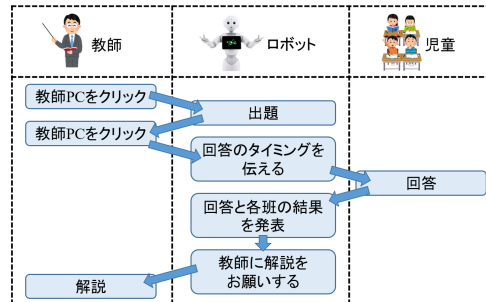 教師
ロボット
児童
教師PCをクリック
出題
教師PCをクリック
回答のタイミングを
伝える
回答
回答と各班の結果
を発表
教師に解説を
お願いする
解説